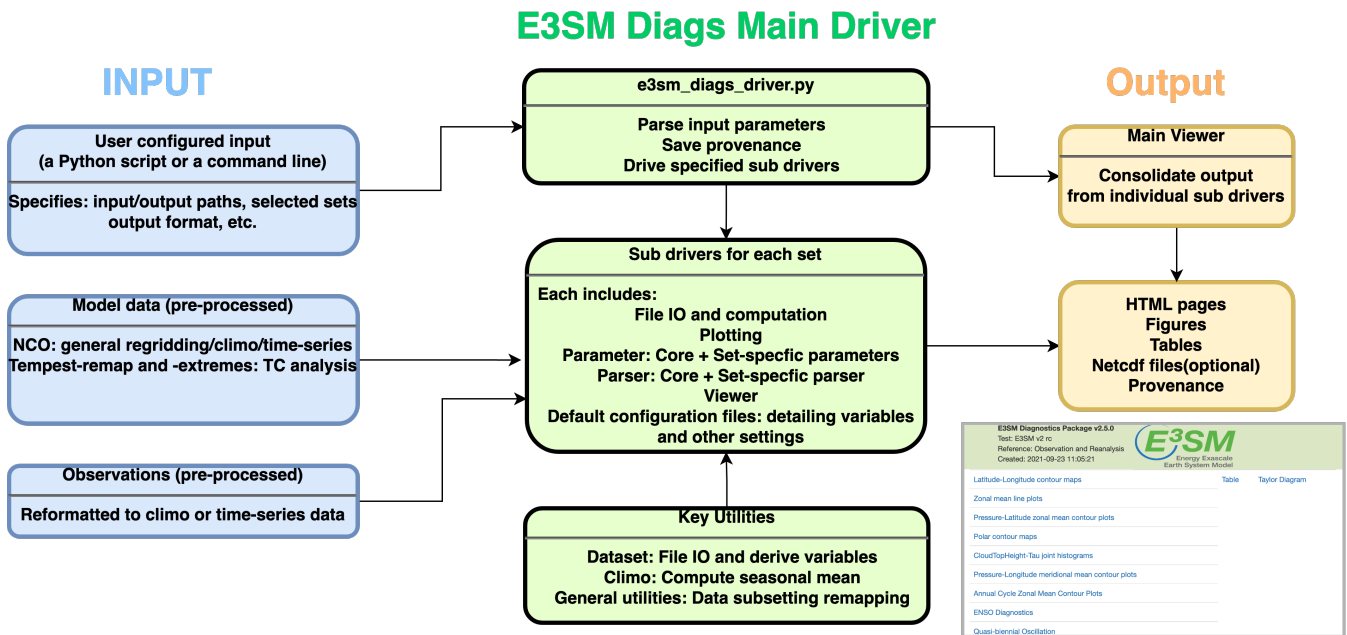 E3SM Diags Main Driver
INPUT
User configured input
(a Python script or a command line)
Specifies: input/output paths, selected sets
output format, etc.
Model data (pre-processed)
NCO: general regridding/climo/time-series
Tempest-remap and -extremes: TC analysis
Observations (pre-processed)
Reformatted to climo or time-series data
e3sm_diags_driver.py
Parse input parameters
Save provenance
Drive specified sub drivers
Sub drivers for each set
Each includes:
File IO and computation
Plotting
Parameter: Core + Set-specfic parameters
Parser: Core + Set-specfic parser
Viewer
Default configuration files: detailing variables
and other settings
Key Utilities
Dataset: File IO and derive variables
Climo: Compute seasonal mean
General utilities: Data subsetting remapping
Output
Main Viewer
Consolidate output
from individual sub drivers
HTML pages
Figures
Tables
Netcdf files(optional)
Provenance
E3SM Diagnostics Package v2.5.0
Test: E3SM v2 rc
Reference: Observation and Reanalysis
Created: 2021-09-23 11:05:21
E³SM
Energy Exascale
Earth System Model
Latitude-Longitude contour maps Table Taylor Diagram
Zonal mean line plots
Pressure-Latitude zonal mean contour plots
Polar contour maps
CloudTopHeight-Tau joint histograms
Pressure-Longitude meridional mean contour plots
Annual Cycle Zonal Mean Contour Plots
ENSO Diagnostics
Quasi-biennial Oscillation